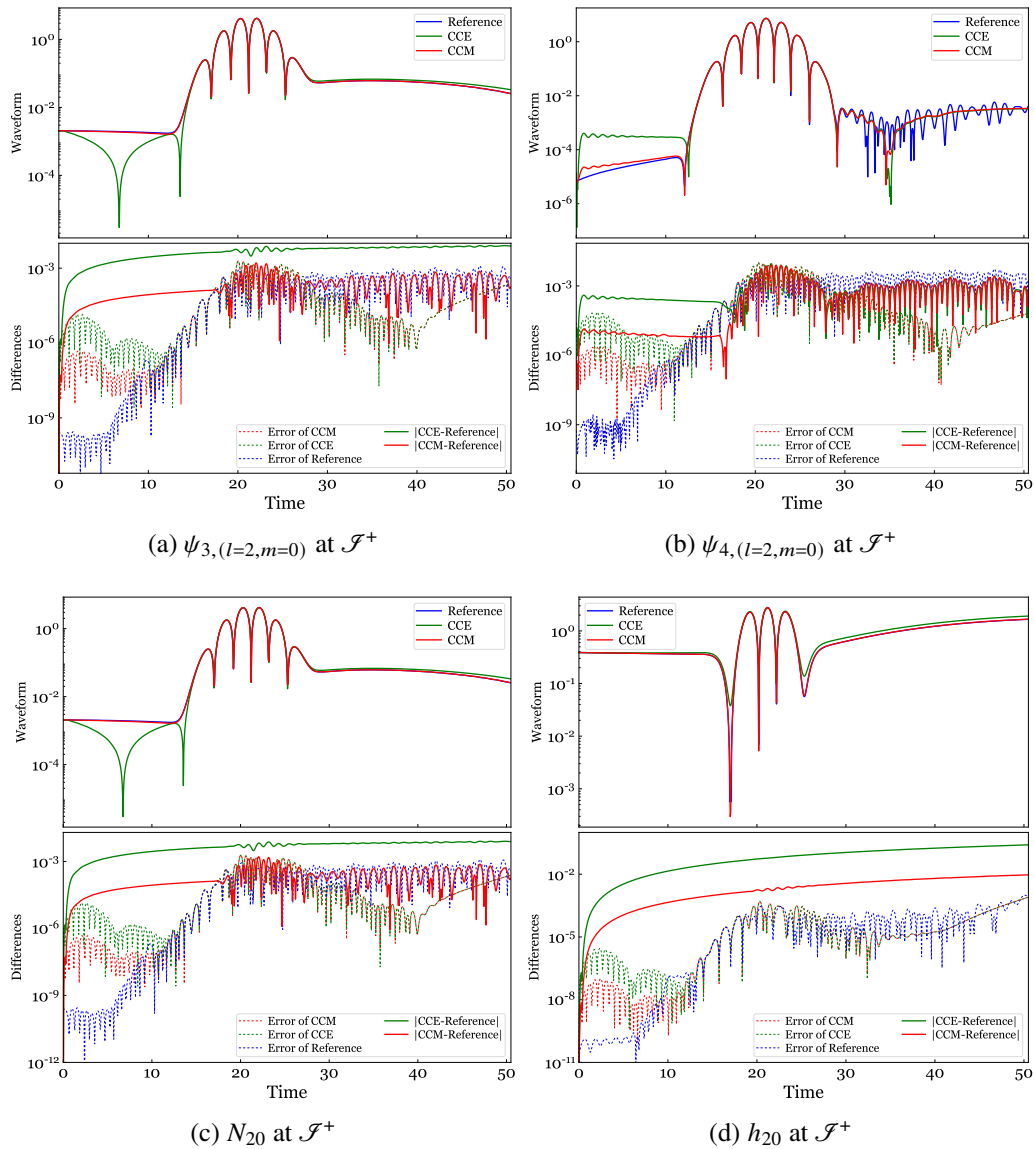 Reference
CCE
CCM
10⁰
10⁻²
10⁻⁴
Waveform
10⁻³
10⁻⁶
10⁻⁹
Differences
Error of CCM
Error of CCE
Error of Reference
|CCE-Reference|
|CCM-Reference|
0 10 20 30 40 50
Time
(a) ψ₃,(l=2,m=0) at 𝓘⁺
Reference
CCE
CCM
10⁰
10⁻²
10⁻⁴
10⁻⁶
Waveform
10⁻³
10⁻⁶
10⁻⁹
Differences
Error of CCM
Error of CCE
Error of Reference
|CCE-Reference|
|CCM-Reference|
0 10 20 30 40 50
Time
(b) ψ₄,(l=2,m=0) at 𝓘⁺
Reference
CCE
CCM
10⁰
10⁻²
10⁻⁴
Waveform
10⁻³
10⁻⁶
10⁻⁹
10⁻¹²
Differences
Error of CCM
Error of CCE
Error of Reference
|CCE-Reference|
|CCM-Reference|
0 10 20 30 40 50
Time
(c) N₂₀ at 𝓘⁺
Reference
CCE
CCM
10⁰
10⁻¹
10⁻²
10⁻³
Waveform
10⁻²
10⁻⁵
10⁻⁸
10⁻¹¹
Differences
Error of CCM
Error of CCE
Error of Reference
|CCE-Reference|
|CCM-Reference|
0 10 20 30 40 50
Time
(d) h₂₀ at 𝓘⁺